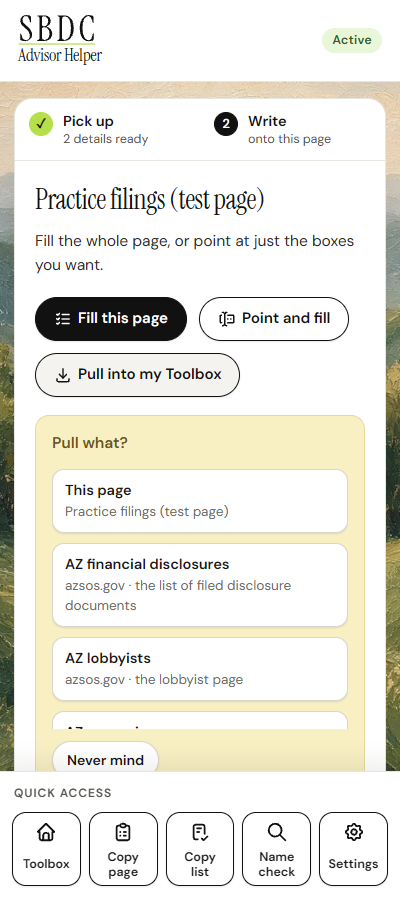 SBDC
Advisor Helper
Active
Pick up
2 details ready
2
Write
onto this page
Practice filings (test page)
Fill the whole page, or point at just the boxes
you want.
Fill this page
Point and fill
Pull into my Toolbox
Pull what?
This page
Practice filings (test page)
AZ financial disclosures
azsos.gov · the list of filed disclosure
documents
AZ lobbyists
azsos.gov · the lobbyist page
Never mind
QUICK ACCESS
Toolbox
Copy
page
Copy
list
Name
check
Settings